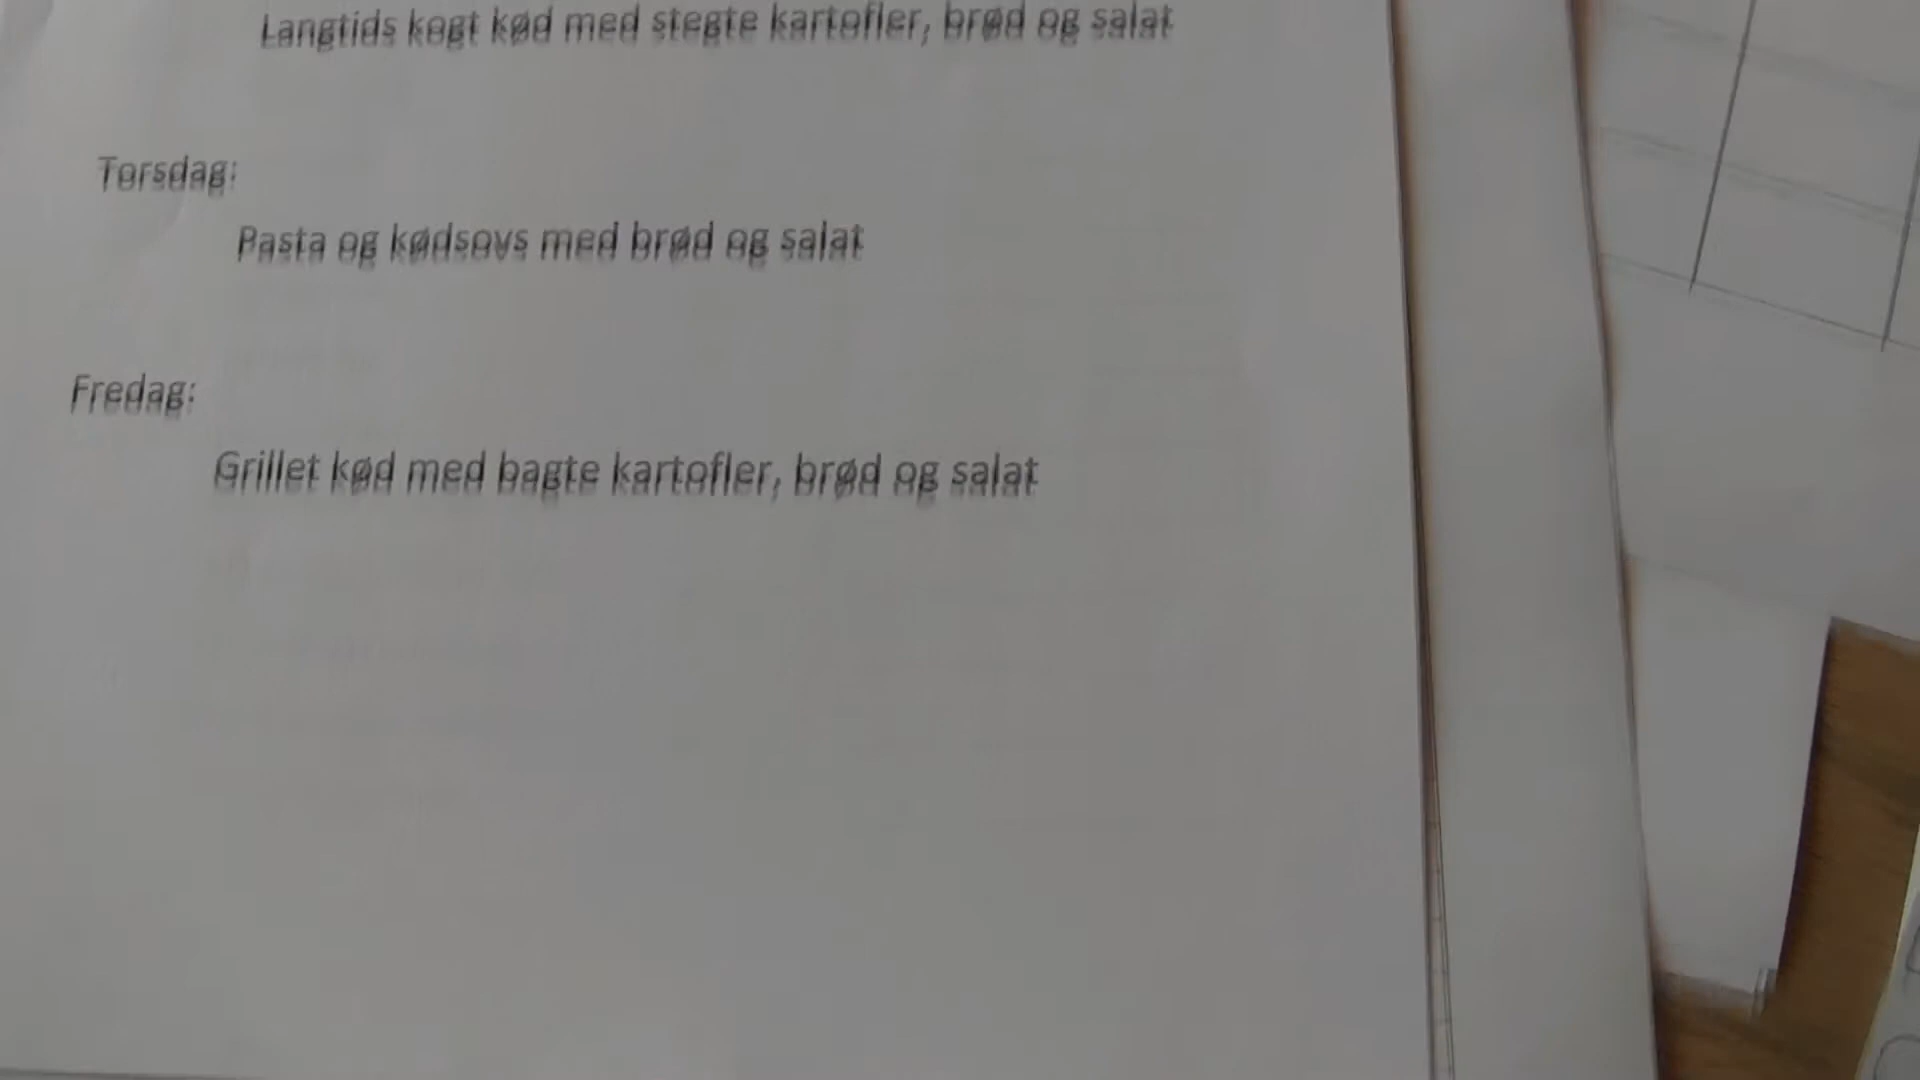 Langtids kogt kød med stegte kartofler, brød og salat
Torsdag:
Pasta og kødsovs med brød og salat
Fredag:
Grillet kød med bagte kartofler, brød og salat